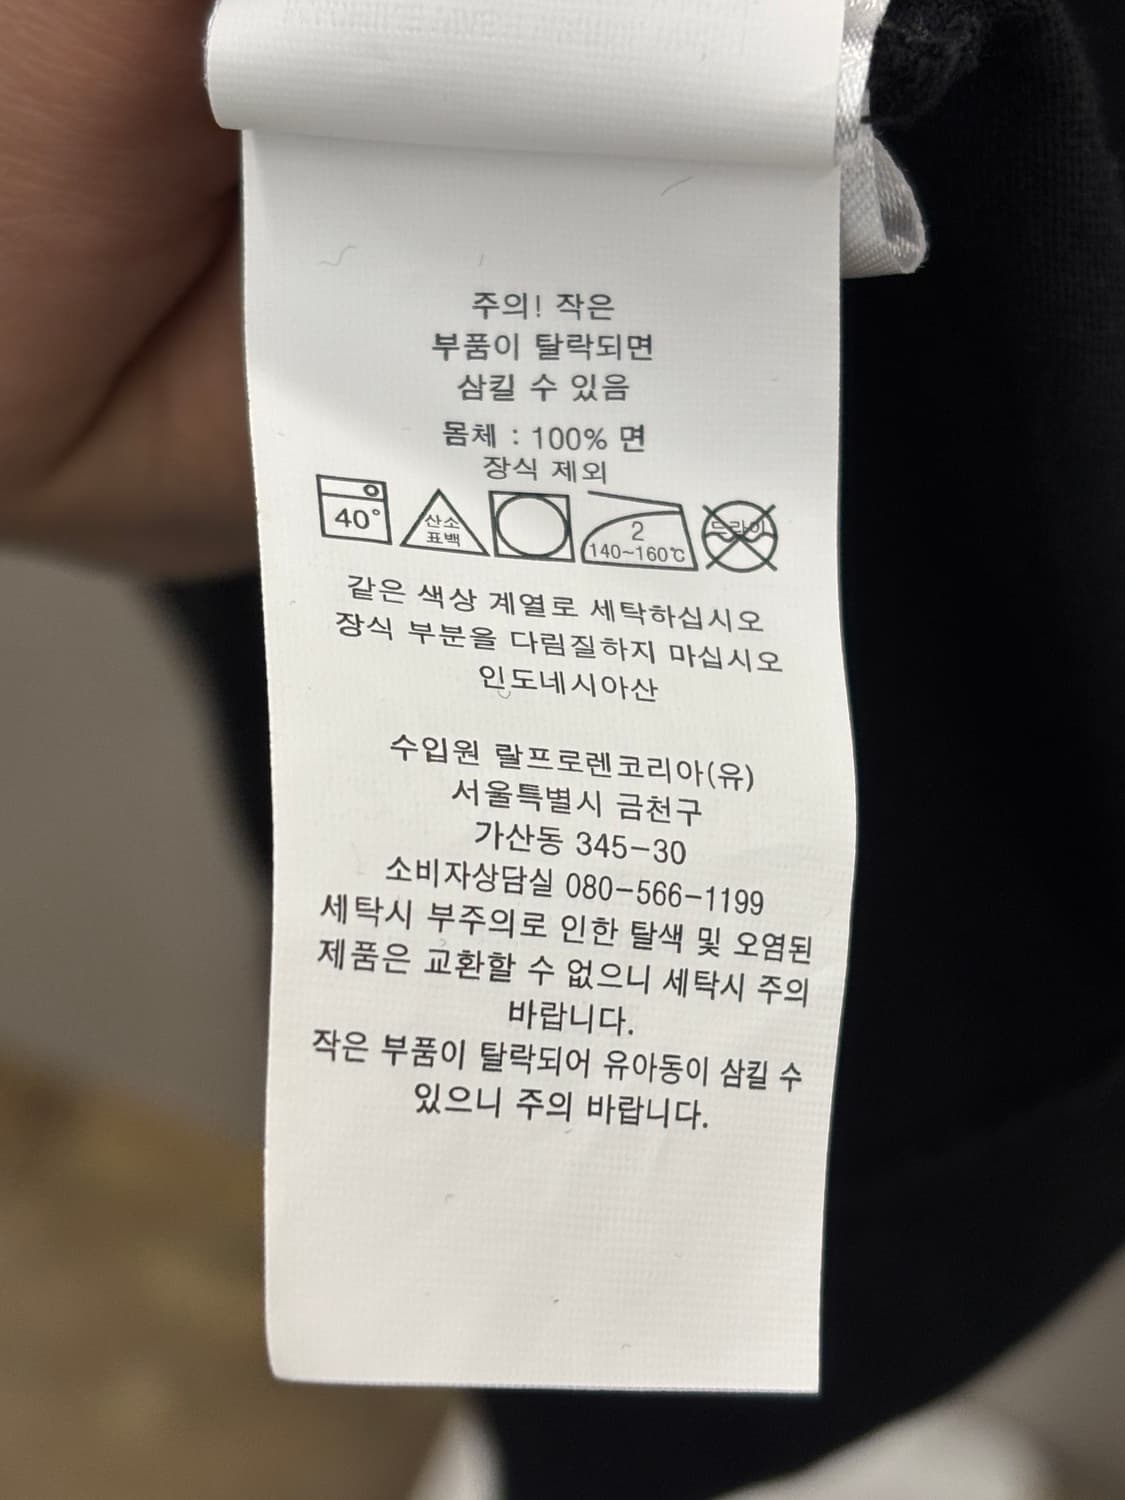 주의! 작은
부품이 탈락되면
삼킬 수 있음
몸체 : 100% 면
장식 제외
40°
산소
표백
2
140~160℃
드라이
같은 색상 계열로 세탁하십시오
장식 부분을 다림질하지 마십시오
인도네시아산
수입원 랄프로렌코리아(유)
서울특별시 금천구
가산동 345-30
소비자상담실 080-566-1199
세탁시 부주의로 인한 탈색 및 오염된
제품은 교환할 수 없으니 세탁시 주의
바랍니다.
작은 부품이 탈락되어 유아동이 삼킬 수
있으니 주의 바랍니다.